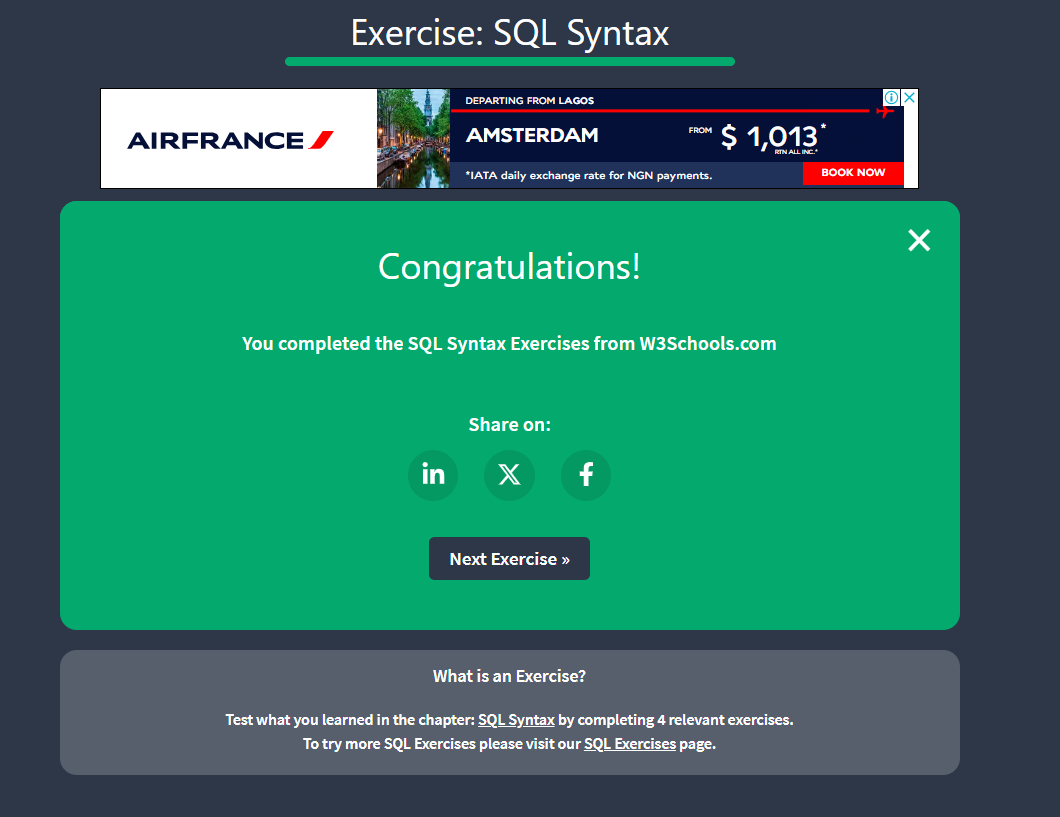 Exercise: SQL Syntax
AIRFRANCE
DEPARTING FROM LAGOS
AMSTERDAM
FROM $ 1,013*
RTN ALL INC.*
*IATA daily exchange rate for NGN payments.
BOOK NOW
Congratulations!
You completed the SQL Syntax Exercises from W3Schools.com
Share on:
in X f
Next Exercise »
What is an Exercise?
Test what you learned in the chapter: SQL Syntax by completing 4 relevant exercises.
To try more SQL Exercises please visit our SQL Exercises page.